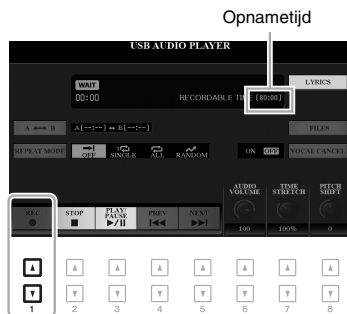 Opnametijd
USB AUDIO PLAYER
WAIT
00:00
RECORDABLE TIME [80:00]
LYRICS
A ⟷ B
A[--:--] ↔ B[--:--]
FILES
REPEAT MODE
OFF
SINGLE
ALL
RANDOM
ON OFF
VOCAL CANCEL
AUDIO VOLUME
TIME STRETCH
PITCH SHIFT
REC
STOP
PLAY/PAUSE
PREV
NEXT
100
100%
0
1 2 3 4 5 6 7 8